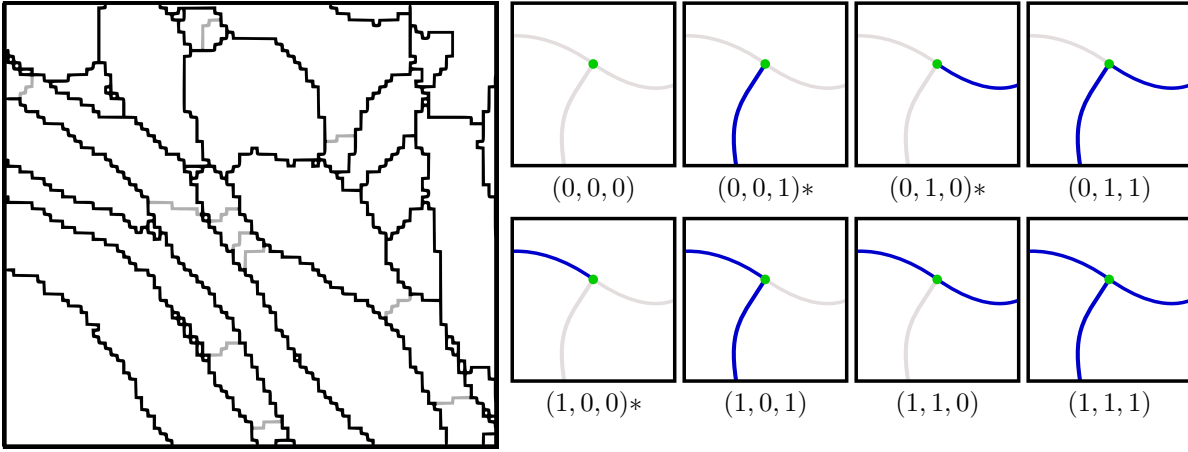 (0, 0, 0) (0, 0, 1)∗ (0, 1, 0)∗ (0, 1, 1)
(1, 0, 0)∗ (1, 0, 1) (1, 1, 0) (1, 1, 1)